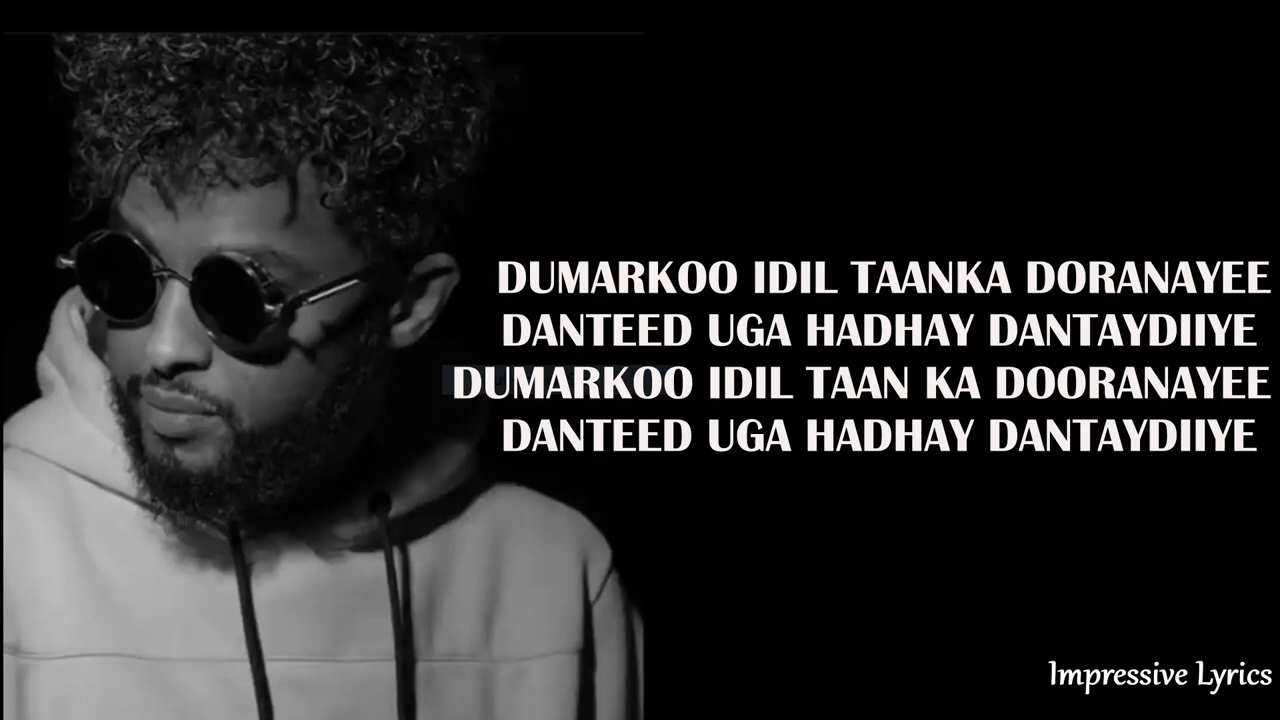 DUMARKOO IDIL TAANKA DORANAYEE
DANTEED UGA HADHAY DANTAYDIIYE
DUMARKOO IDIL TAAN KA DOORANAYEE
DANTEED UGA HADHAY DANTAYDIIYE
Impressive Lyrics